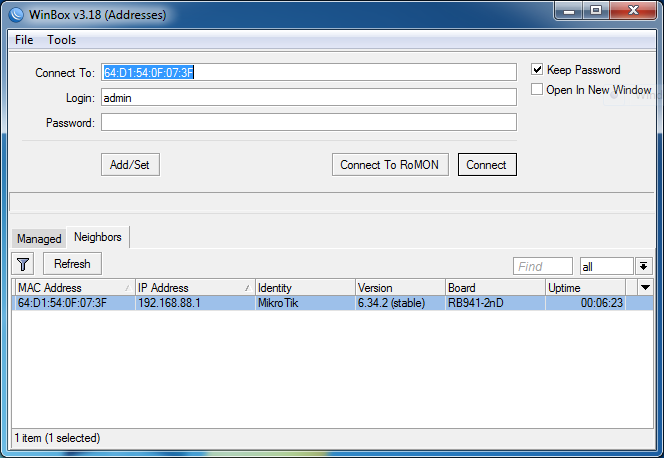 WinBox v3.18 (Addresses)
File Tools
Connect To: 64:D1:54:0F:07:3F
Keep Password
Login: admin
Open In New Window
Password:
Add/Set Connect To RoMON Connect
Managed Neighbors
Refresh Find all
MAC Address IP Address Identity Version Board Uptime
64:D1:54:0F:07:3F 192.168.88.1 MikroTik 6.34.2 (stable) RB941-2nD 00:06:23
1 item (1 selected)